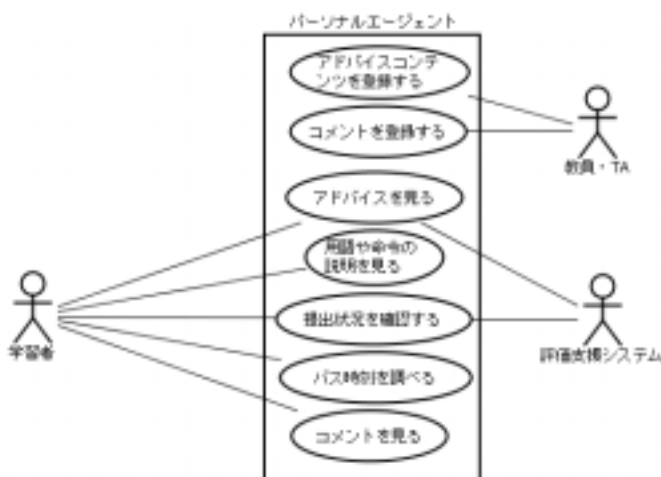 パーソナルエージェント
アドバイスコンテ
ンツを登録する
コメントを登録する
教員・TA
アドバイスを見る
用語や命令の
説明を見る
提出状況を確認する
学習者
評価支援システム
バス時刻を調べる
コメントを見る